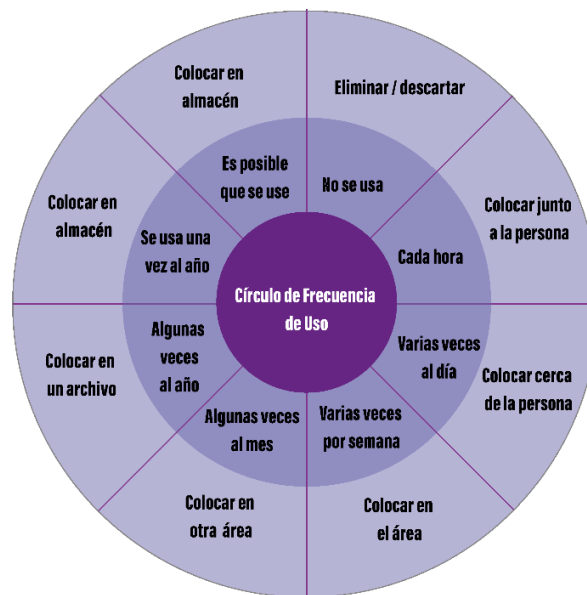 Círculo de Frecuencia
de Uso
No se usa
Eliminar / descartar
Cada hora
Colocar junto
a la persona
Varias veces
al día
Colocar cerca
de la persona
Varias veces
por semana
Colocar en
el área
Algunas veces
al mes
Colocar en
otra área
Algunas
veces
al año
Colocar en
un archivo
Se usa una
vez al año
Colocar en
almacén
Es posible
que se use
Colocar en
almacén